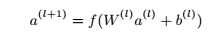 a^{(l+1)} = f(W^{(l)}a^{(l)} + b^{(l)})